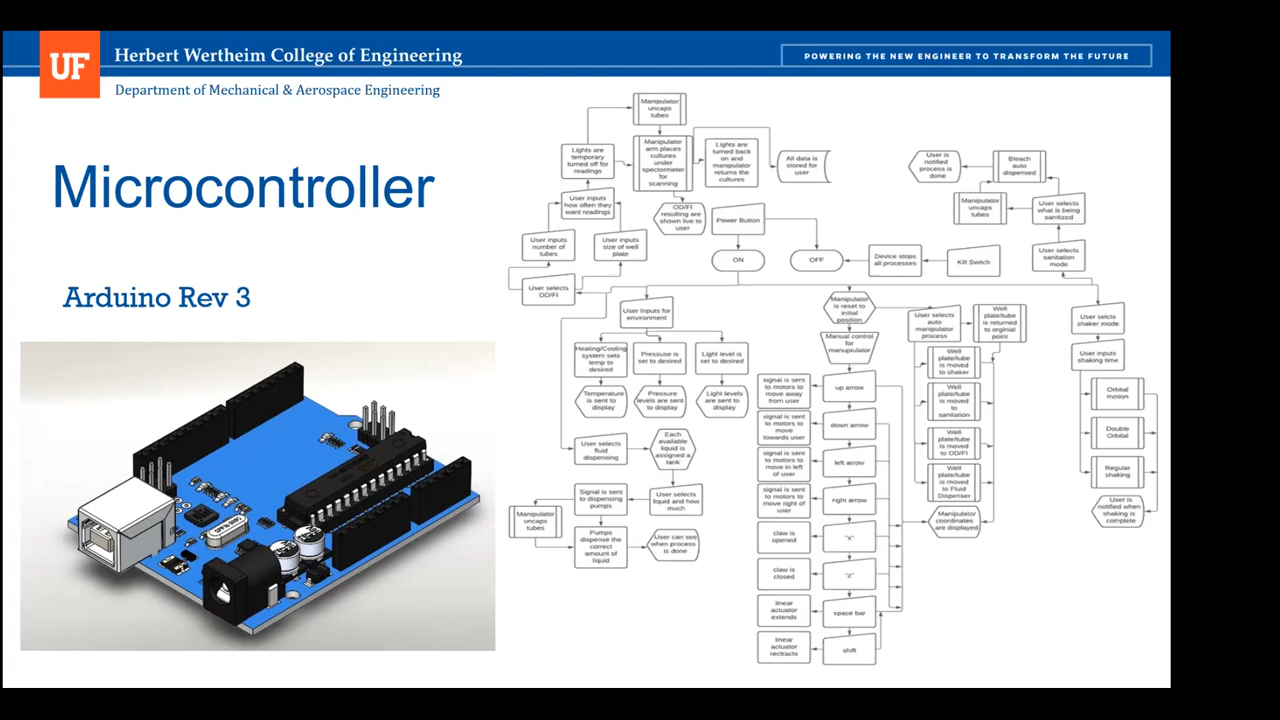 UF
Herbert Wertheim College of Engineering
POWERING THE NEW ENGINEER TO TRANSFORM THE FUTURE
Department of Mechanical & Aerospace Engineering
Microcontroller
Arduino Rev 3
Manipulator
uncaps
tubes
Lights are
temporary
turned off for
readings
Manipulator
arm places
cultures
under
spectormeter
for
scanning
Lights are
turned back
on and
manipulator
returns the
cultures
All data is
stored for
user
User inputs
how often they
want readings
OD/FI
resulting are
shown live to
user
User inputs
number of
tubes
User inputs
size of well
plate
User selects
OD/FI
Power Button
ON
OFF
Device stops
all processes
Kill Switch
User is
notified
process is
done
Bleach
auto
dispensed
Manipulator
uncaps
tubes
User selects
what is being
sanitized
User selects
sanitation
mode
User Inputs for
environment
Heating/Cooling
system sets
temp to
desired
Pressuse is
set to desired
Light level is
set to desired
Temperature
is sent to
display
Pressure
levels are sent
to display
Light levels
are sent to
display
User selects
fluid
dispensing
Each
available
liquid is
assigned a
tank
Signal is sent
to dispensing
pumps
User selects
liquid and how
much
Manipulator
uncaps
tubes
Pumps
dispense the
correct
amount of
liquid
User can see
when process
is done
Manipulator
is reset to
initial
position
Manual control
for
manupiulator
signal is sent
to motors to
move away
from user
up arrow
signal is sent
to motors to
move
towards user
down arrow
signal is sent
to motors to
move in left
of user
left arrow
signal is sent
to motors to
move right of
user
right arrow
claw is
opened
"x"
claw is
closed
"Z"
linear
actuator
extends
space bar
linear
actuator
rectracts
shift
User selects
auto
manipulator
process
Well
plate/tube
is returned
to orginial
point
Well
plate/tube
is moved
to shaker
Well
plate/tube
is moved
to
sanitation
Well
plate/tube
is moved
to OD/FI
Well
plate/tube
is moved
to Fluid
Dispenser
Manipulator
coordinates
are displayed
User selcts
shaker mode
User inputs
shaking time
Orbital
motion
Double
Orbital
Regular
shaking
User is
notified when
shaking is
complete